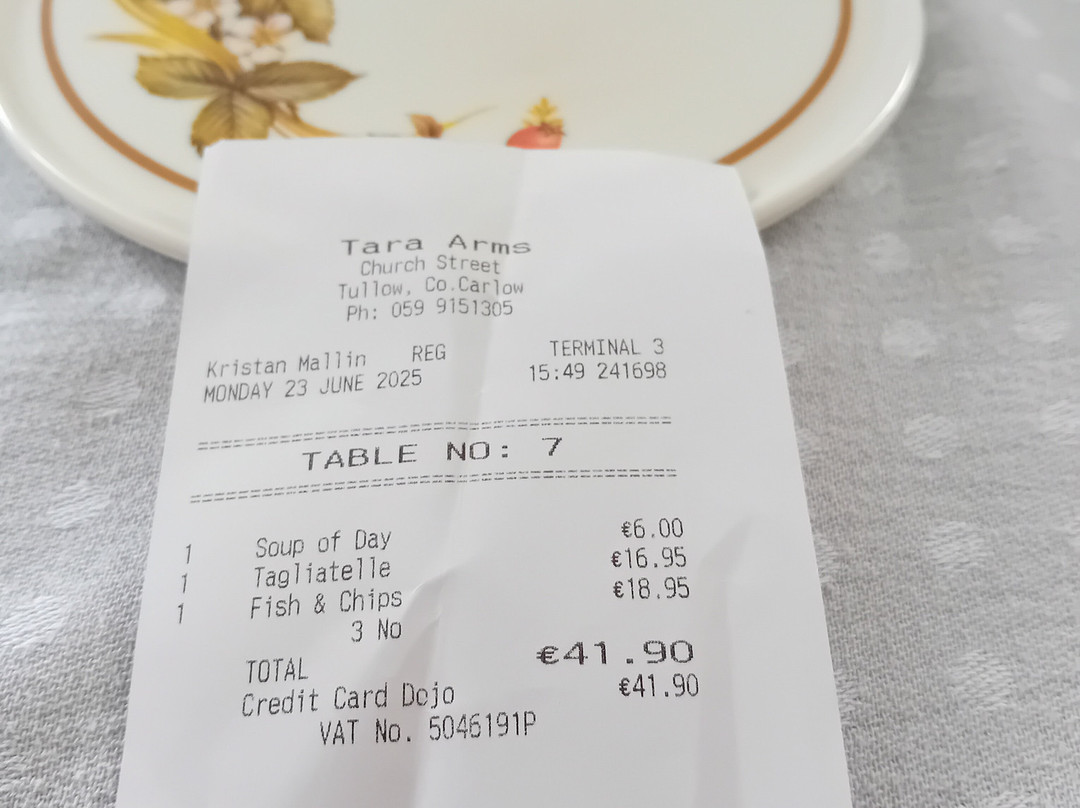 Tara Arms
Church Street
Tullow, Co.Carlow
Ph: 059 9151305
Kristan Mallin REG TERMINAL 3
MONDAY 23 JUNE 2025 15:49 241698
TABLE NO: 7
1 Soup of Day €6.00
1 Tagliatelle €16.95
1 Fish & Chips €18.95
3 No
TOTAL €41.90
Credit Card Dojo €41.90
VAT No. 5046191P